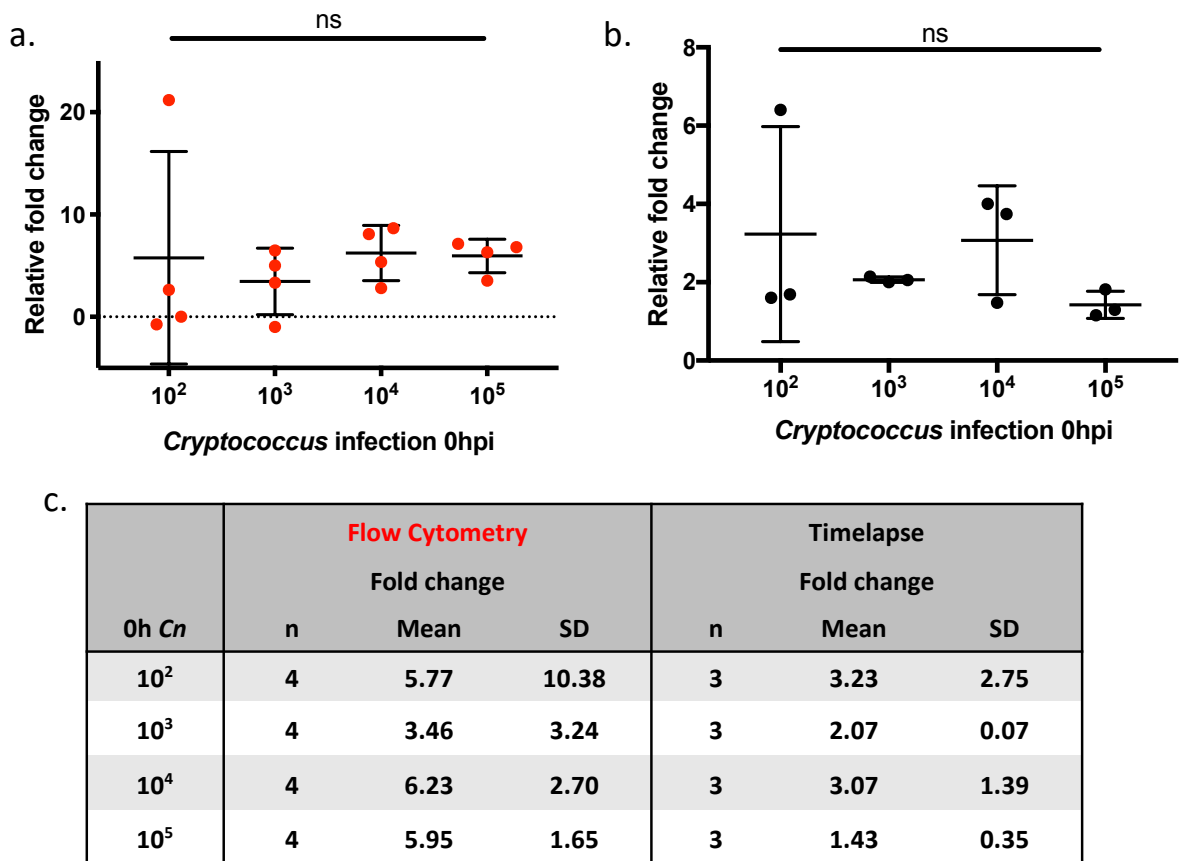 a.
ns
Relative fold change
20
10
0
10² 10³ 10⁴ 10⁵
Cryptococcus infection 0hpi
b.
ns
Relative fold change
8
6
4
2
0
10² 10³ 10⁴ 10⁵
Cryptococcus infection 0hpi
c.
Flow Cytometry Timelapse
Fold change Fold change
0h Cn n Mean SD n Mean SD
10² 4 5.77 10.38 3 3.23 2.75
10³ 4 3.46 3.24 3 2.07 0.07
10⁴ 4 6.23 2.70 3 3.07 1.39
10⁵ 4 5.95 1.65 3 1.43 0.35